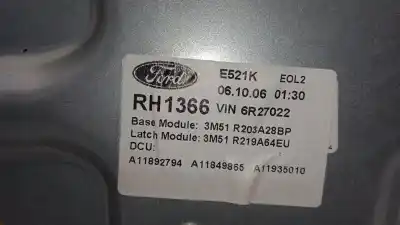 Ford
E521K EOL2
06.10.06 01:30
RH1366 VIN 6R27022
Base Module: 3M51 R203A28BP
Latch Module: 3M51 R219A64EU
DCU:
A11892794 A11849865 A11935010